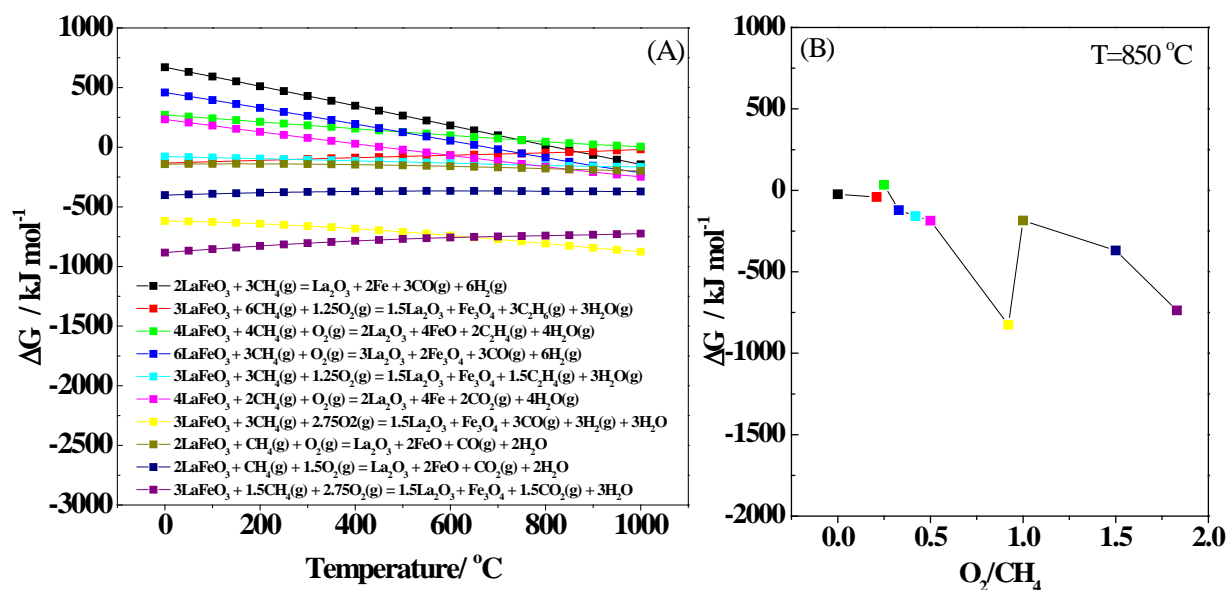 (A)
1000
500
0
-500
-1000
-1500
-2000
-2500
-3000
ΔG / kJ mol⁻¹
2LaFeO₃ + 3CH₄(g) = La₂O₃ + 2Fe + 3CO(g) + 6H₂(g)
3LaFeO₃ + 6CH₄(g) + 1.25O₂(g) = 1.5La₂O₃ + Fe₃O₄ + 3C₂H₆(g) + 3H₂O(g)
4LaFeO₃ + 4CH₄(g) + O₂(g) = 2La₂O₃ + 4FeO + 2C₂H₄(g) + 4H₂O(g)
6LaFeO₃ + 3CH₄(g) + O₂(g) = 3La₂O₃ + 2Fe₃O₄ + 3CO(g) + 6H₂(g)
3LaFeO₃ + 3CH₄(g) + 1.25O₂(g) = 1.5La₂O₃ + Fe₃O₄ + 1.5C₂H₄(g) + 3H₂O(g)
4LaFeO₃ + 2CH₄(g) + O₂(g) = 2La₂O₃ + 4Fe + 2CO₂(g) + 4H₂O(g)
3LaFeO₃ + 3CH₄(g) + 2.75O2(g) = 1.5La₂O₃ + Fe₃O₄ + 3CO(g) + 3H₂(g) + 3H₂O
2LaFeO₃ + CH₄(g) + O₂(g) = La₂O₃ + 2FeO + CO(g) + 2H₂O
2LaFeO₃ + CH₄(g) + 1.5O₂(g) = La₂O₃ + 2FeO + CO₂(g) + 2H₂O
3LaFeO₃ + 1.5CH₄(g) + 2.75O₂(g) = 1.5La₂O₃ + Fe₃O₄ + 1.5CO₂(g) + 3H₂O
0 200 400 600 800 1000
Temperature/ °C
(B)
T=850 °C
1000
500
0
-500
-1000
-1500
-2000
ΔG / kJ mol⁻¹
0.0 0.5 1.0 1.5 2.0
O₂/CH₄